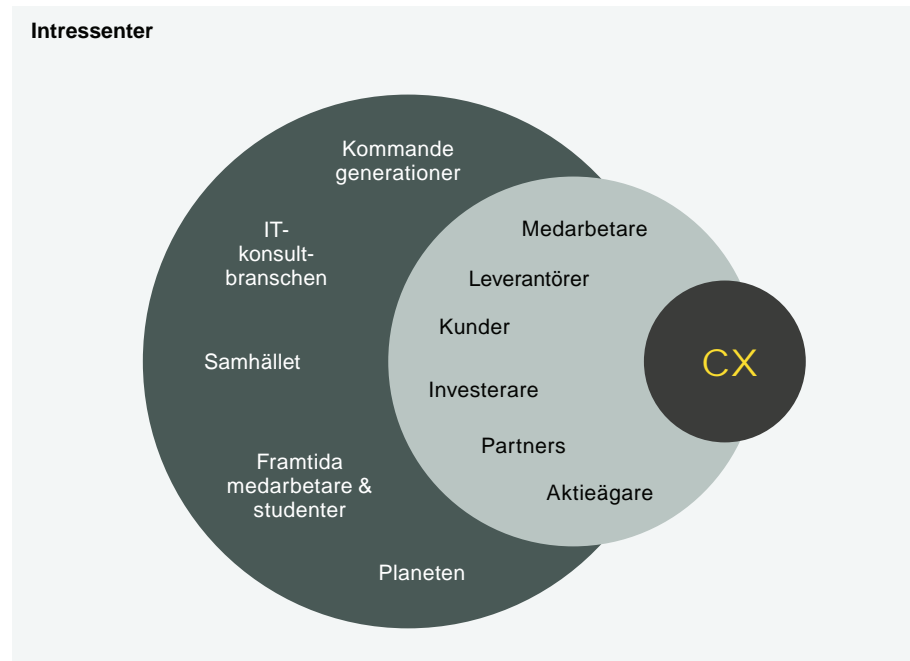 Intressenter
Kommande
generationer
IT-
konsult-
branschen
Samhället
Framtida
medarbetare &
studenter
Planeten
Medarbetare
Leverantörer
Kunder
Investerare
Partners
Aktieägare
CX